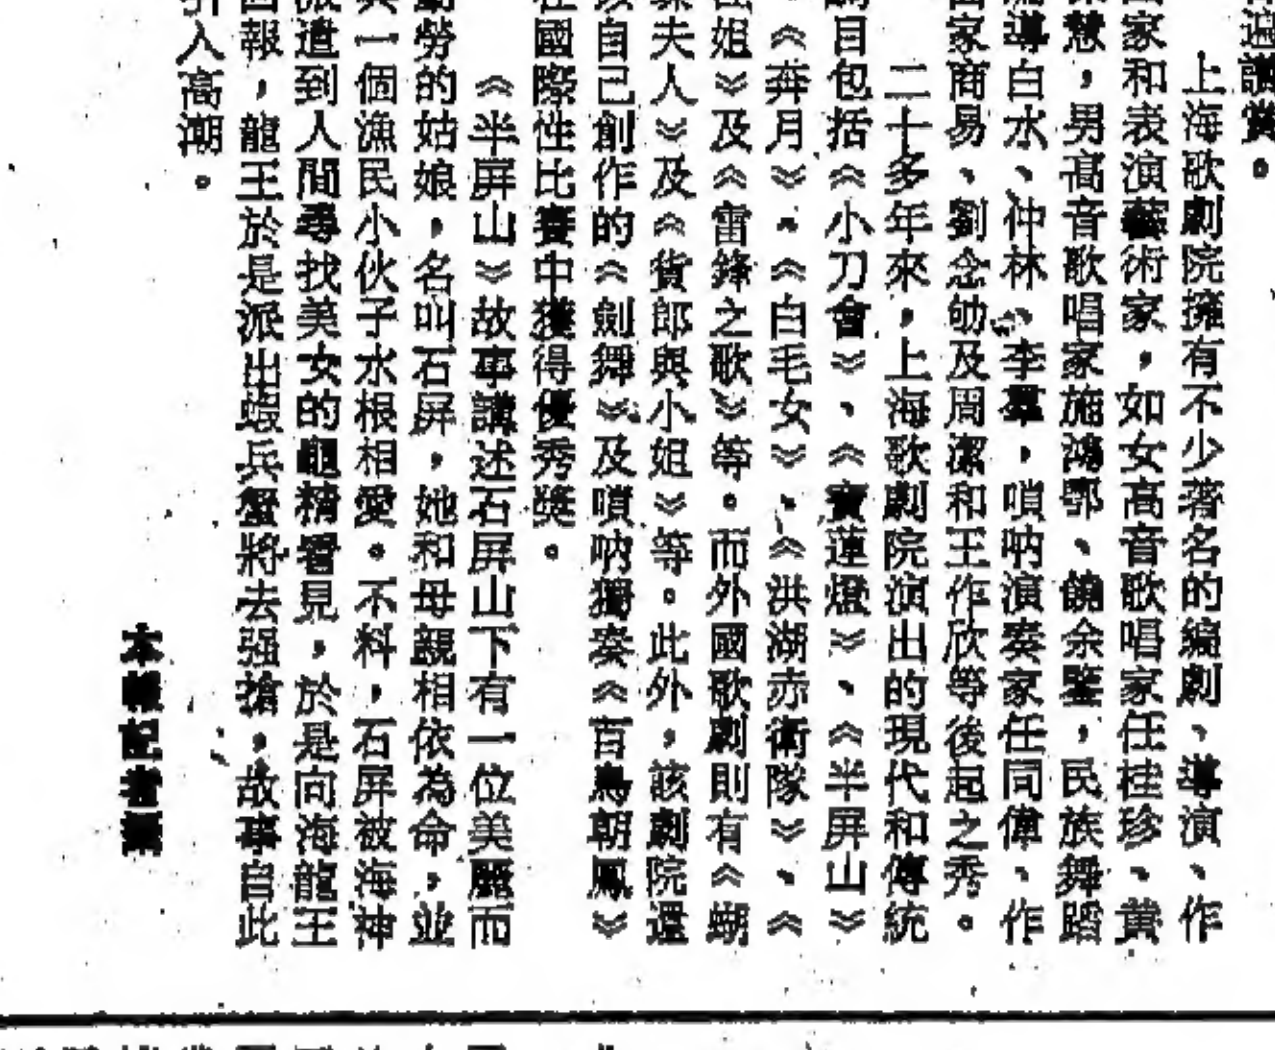 遍讚賞。
上海歌劇院擁有不少著名的編劇、導演、作
家和表演藝術家，如女高音歌唱家任桂珍、黃
慧，男高音歌唱家施鴻鄂、饒余鑒，民族舞蹈
導白水、仲林、李羣，嗩吶演奏家任同偉、作
家商易、劉念劬及周潔和王作欣等後起之秀。
二十多年來，上海歌劇院演出的現代和傳統
目包括《小刀會》、《寶蓮燈》、《半屏山》
、《奔月》、《白毛女》、《洪湖赤衛隊》、《
姐》及《雷鋒之歌》等。而外國歌劇則有《蝴
夫人》及《貨郎與小姐》等。此外，該劇院還
自己創作的《劍舞》及嗩吶獨奏《百鳥朝鳳》
國際性比賽中獲得優秀獎。
《半屏山》故事講述石屏山下有一位美麗而
勞的姑娘，名叫石屏，她和母親相依為命，並
一個漁民小伙子水根相愛。不料，石屏被海神
遣到人間尋找美女的龜精看見，於是向海龍王
報，龍王於是派出蝦兵蟹將去强搶，故事自此
引入高潮。
本報記者